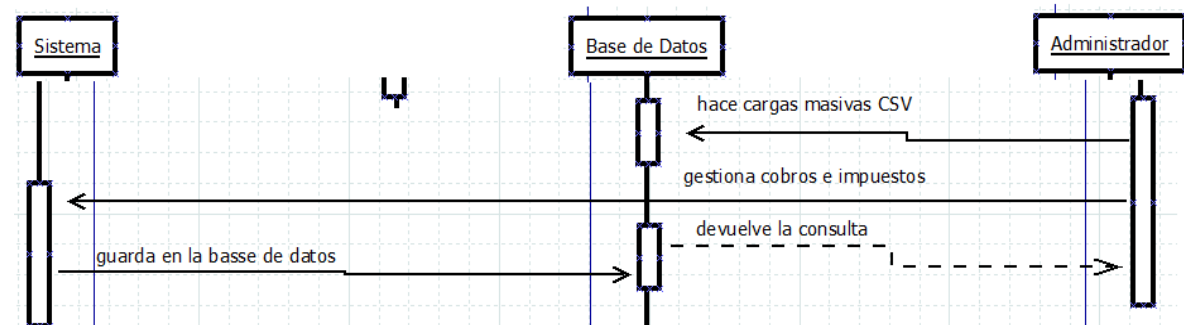 Sistema
Base de Datos
Administrador
hace cargas masivas CSV
gestiona cobros e impuestos
devuelve la consulta
guarda en la basse de datos